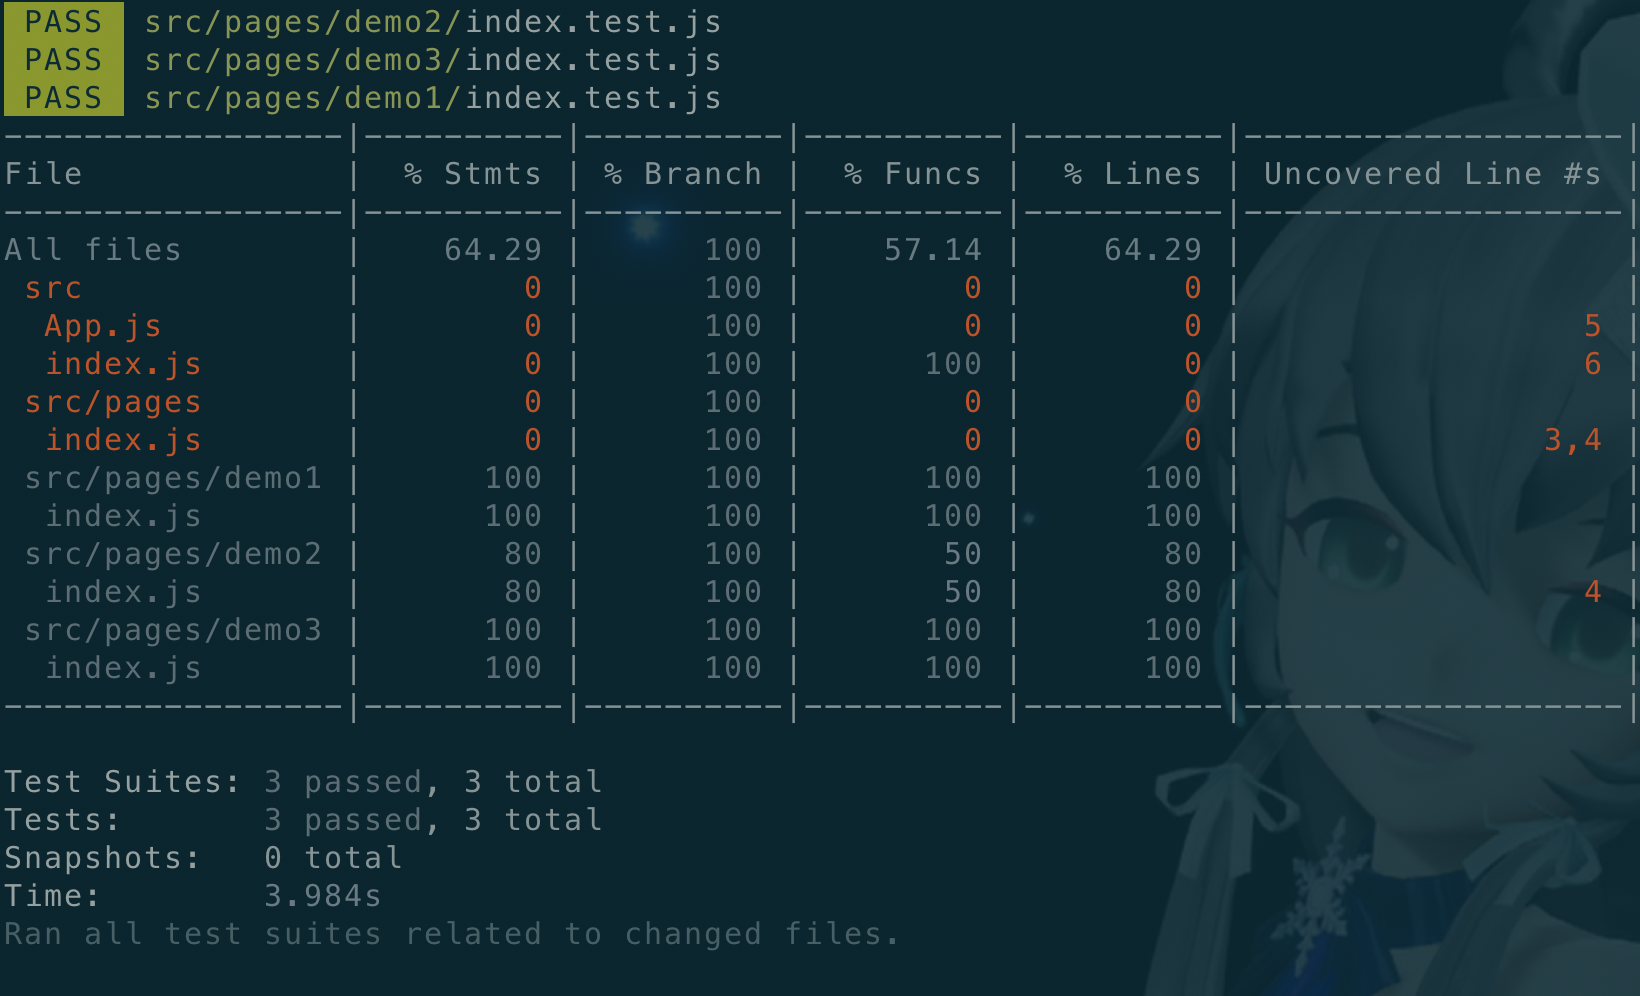 PASS src/pages/demo2/index.test.js
PASS src/pages/demo3/index.test.js
PASS src/pages/demo1/index.test.js
-----------------|----------|----------|----------|----------|-------------------|
File             |  % Stmts | % Branch |  % Funcs |  % Lines | Uncovered Line #s |
-----------------|----------|----------|----------|----------|-------------------|
All files        |    64.29 |      100 |    57.14 |    64.29 |                   |
 src             |        0 |      100 |        0 |        0 |                   |
  App.js         |        0 |      100 |        0 |        0 |                 5 |
  index.js       |        0 |      100 |      100 |        0 |                 6 |
 src/pages       |        0 |      100 |        0 |        0 |                   |
  index.js       |        0 |      100 |        0 |        0 |               3,4 |
 src/pages/demo1 |      100 |      100 |      100 |      100 |                   |
  index.js       |      100 |      100 |      100 |      100 |                   |
 src/pages/demo2 |       80 |      100 |       50 |       80 |                   |
  index.js       |       80 |      100 |       50 |       80 |                 4 |
 src/pages/demo3 |      100 |      100 |      100 |      100 |                   |
  index.js       |      100 |      100 |      100 |      100 |                   |
-----------------|----------|----------|----------|----------|-------------------|
Test Suites: 3 passed, 3 total
Tests:       3 passed, 3 total
Snapshots:   0 total
Time:        3.984s
Ran all test suites related to changed files.